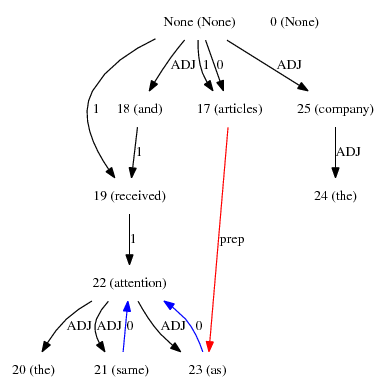 None (None) 0 (None)
ADJ 1 0 ADJ
1 18 (and) 17 (articles) 25 (company)
1 ADJ
19 (received) 24 (the)
1 prep
22 (attention)
ADJ ADJ 0 ADJ 0
20 (the) 21 (same) 23 (as)